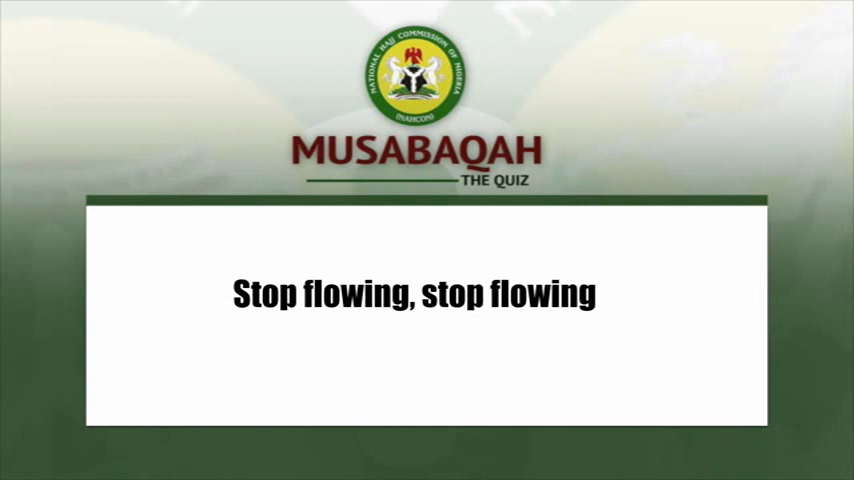 NATIONAL HAJJ COMMISSION OF NIGERIA
(NAHCON)
MUSABAQAH
THE QUIZ
Stop flowing, stop flowing